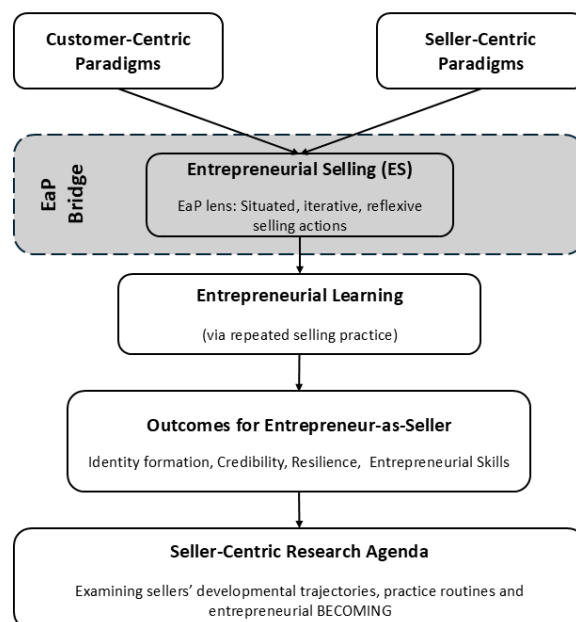 Customer-Centric
Paradigms
Seller-Centric
Paradigms
EaP
Bridge
Entrepreneurial Selling (ES)
EaP lens: Situated, iterative, reflexive
selling actions
Entrepreneurial Learning
(via repeated selling practice)
Outcomes for Entrepreneur-as-Seller
Identity formation, Credibility, Resilience, Entrepreneurial Skills
Seller-Centric Research Agenda
Examining sellers’ developmental trajectories, practice routines and
entrepreneurial BECOMING